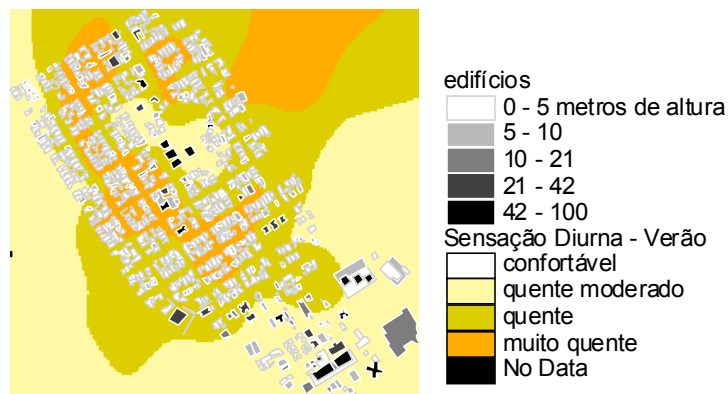 edifícios
0 - 5 metros de altura
5 - 10
10 - 21
21 - 42
42 - 100
Sensação Diurna - Verão
confortável
quente moderado
quente
muito quente
No Data